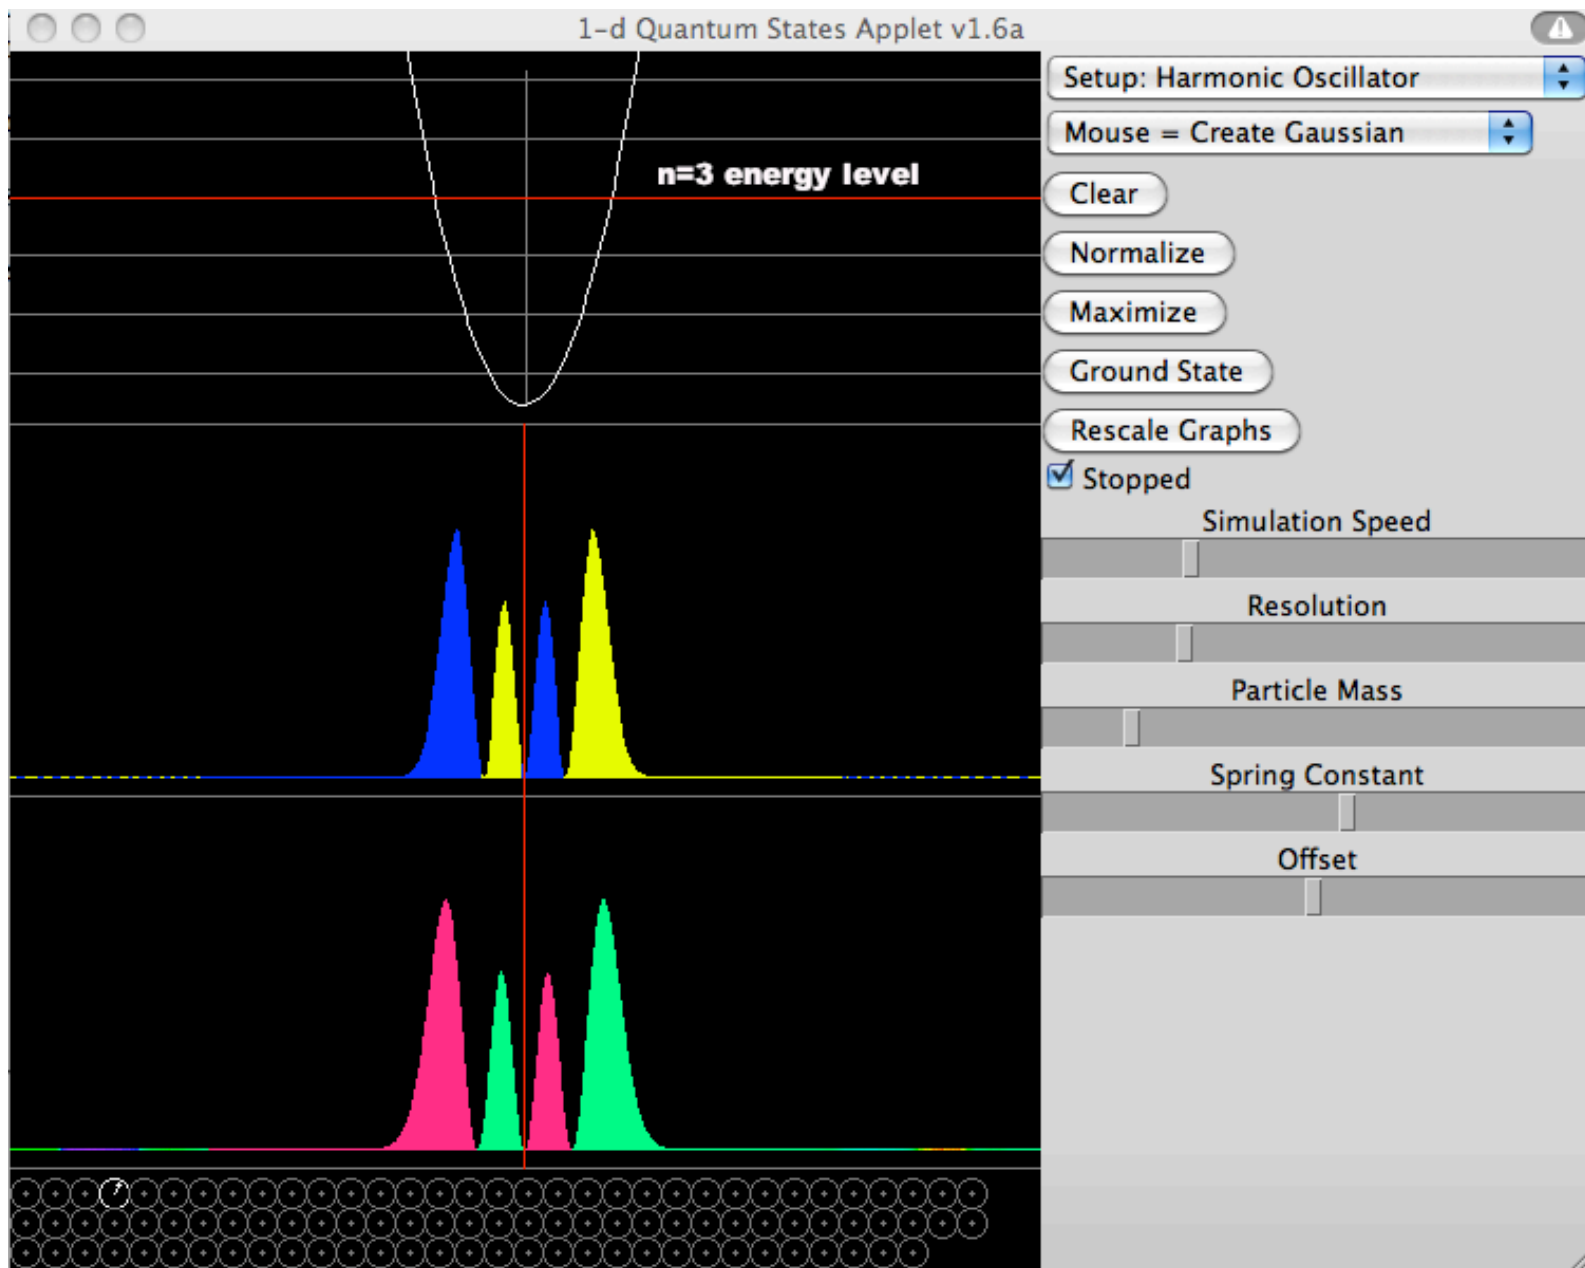 1-d Quantum States Applet v1.6a
Setup: Harmonic Oscillator
Mouse = Create Gaussian
n=3 energy level
Clear
Normalize
Maximize
Ground State
Rescale Graphs
Stopped
Simulation Speed
Resolution
Particle Mass
Spring Constant
Offset